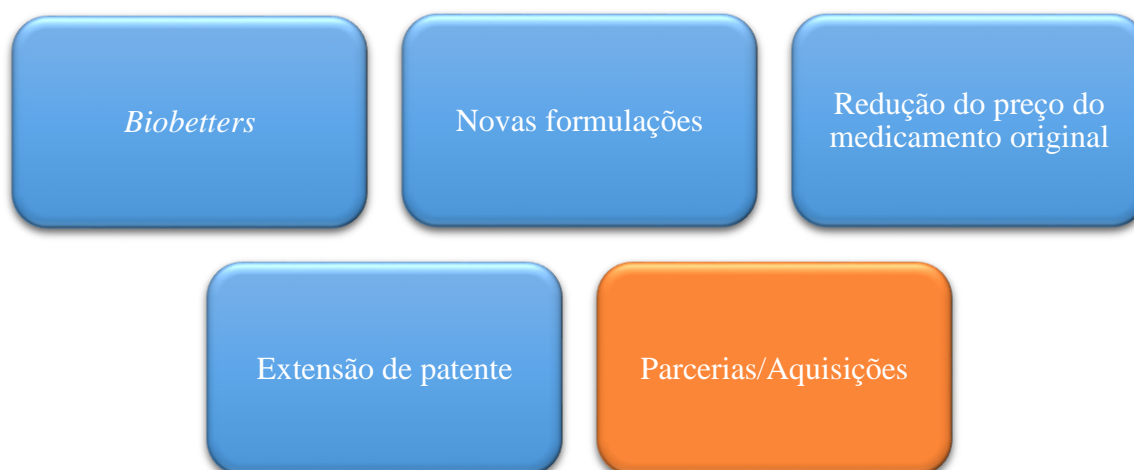 Biobetters
Novas formulações
Redução do preço do
medicamento original
Extensão de patente
Parcerias/Aquisições